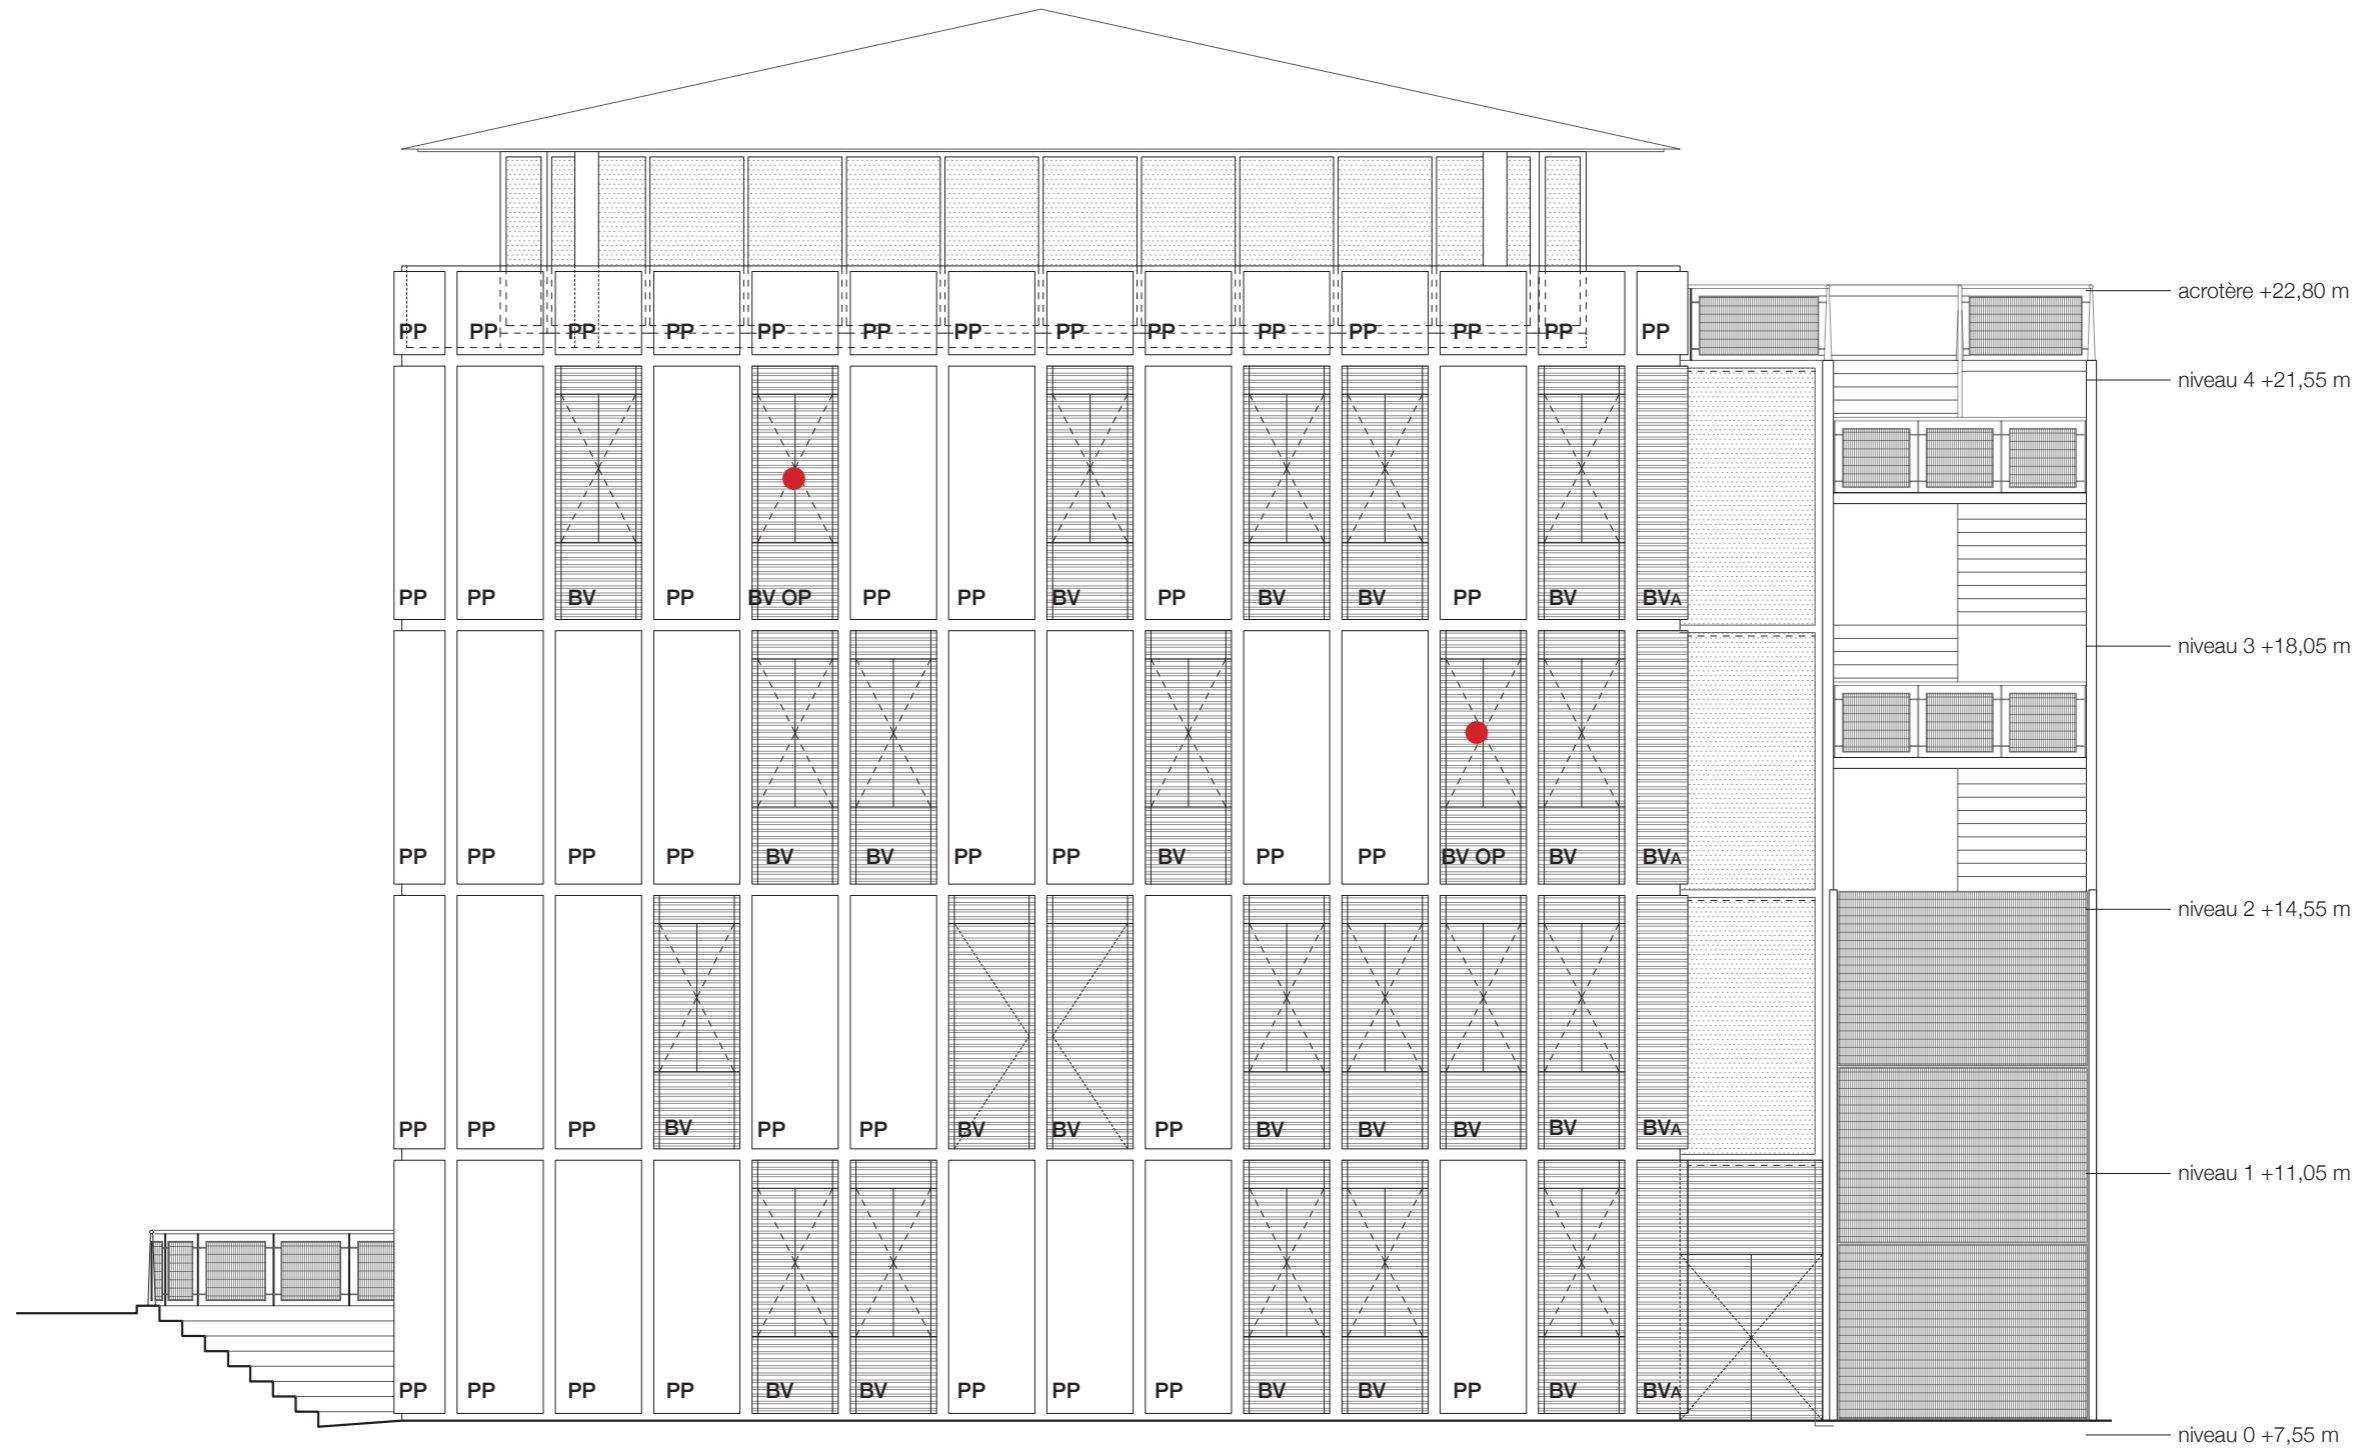 acrotère +22,80 m
PP PP PP PP PP PP PP PP PP PP PP PP PP PP
niveau 4 +21,55 m
PP PP BV PP BV OP PP PP BV PP BV BV PP BV BVA
niveau 3 +18,05 m
PP PP PP PP BV BV PP PP BV PP PP BV OP BV BVA
niveau 2 +14,55 m
PP PP PP BV PP PP BV BV PP BV BV BV BV BVA
niveau 1 +11,05 m
PP PP PP PP BV BV PP PP PP BV BV PP BV BVA
niveau 0 +7,55 m